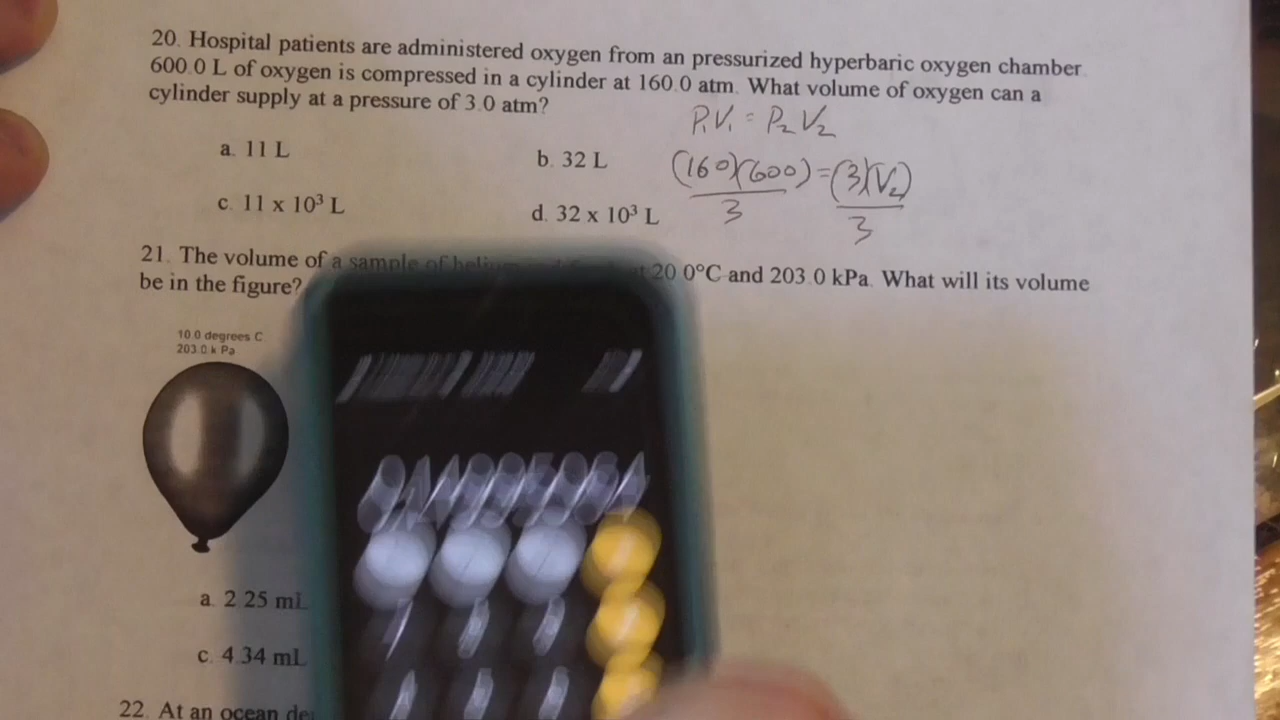 20. Hospital patients are administered oxygen from an pressurized hyperbaric oxygen chamber.
600.0 L of oxygen is compressed in a cylinder at 160.0 atm. What volume of oxygen can a
cylinder supply at a pressure of 3.0 atm?
P₁V₁ = P₂V₂
a. 11 L
b. 32 L
(160)(600) = (3)(V₂)
3 3
c. 11 x 10³ L
d. 32 x 10³ L
21. The volume of a sample of helium at 20.0°C and 203.0 kPa. What will its volume
be in the figure?
10.0 degrees C
203.0 k Pa
a. 2.25 mL
c. 4.34 mL
22. At an ocean